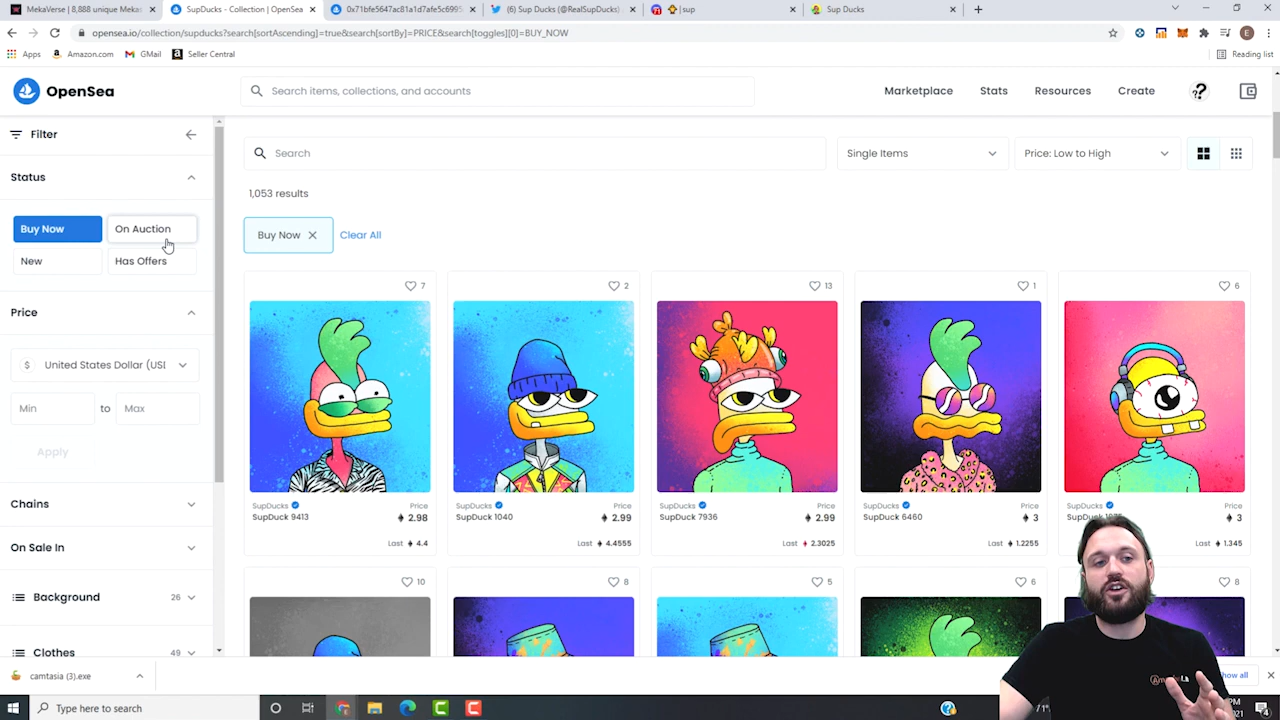 MekaVerse | 8,888 unique Mekas
SupDucks - Collection | OpenSea
0x71bfe5647ac81a1d7afe5c6995
(6) Sup Ducks (@RealSupDucks)
|sup
Sup Ducks
opensea.io/collection/supducks?search[sortAscending]=true&search[sortBy]=PRICE&search[toggles][0]=BUY_NOW
E
Apps
Amazon.com
GMail
Seller Central
Reading list
OpenSea
Search items, collections, and accounts
Marketplace
Stats
Resources
Create
Filter
Search
Single Items
Price: Low to High
Status
1,053 results
Buy Now
On Auction
New
Has Offers
Buy Now
Clear All
Price
$ United States Dollar (USD
Min
to
Max
Apply
Chains
On Sale In
Background
26
Clothes
49
7
2
13
1
6
SupDucks
Price
SupDuck 9413
2.98
Last 4.4
SupDucks
Price
SupDuck 1040
2.99
Last 4.4555
SupDucks
Price
SupDuck 7936
2.99
Last 2.3025
SupDucks
Price
SupDuck 6460
3
Last 1.2255
SupDucks
Price
3
Last 1.345
10
8
5
6
8
camtasia (3).exe
how all
Type here to search
PM
2021
4